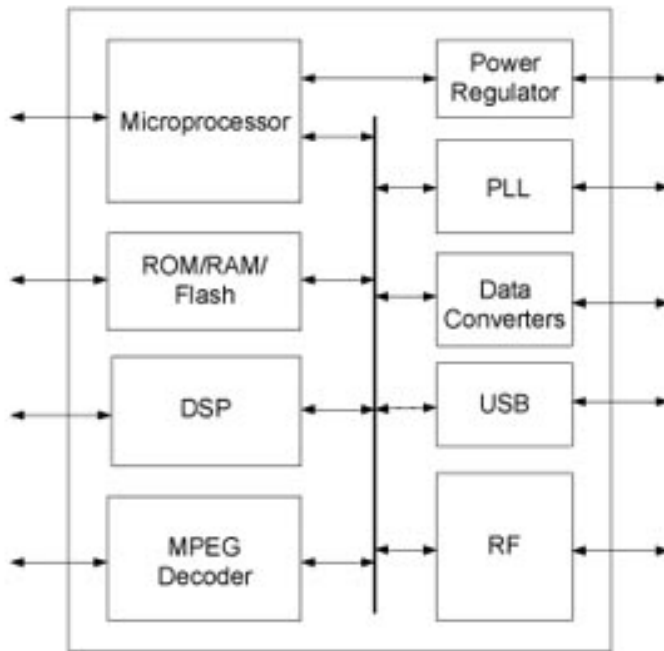 Microprocessor
ROM/RAM/
Flash
DSP
MPEG
Decoder
Power
Regulator
PLL
Data
Converters
USB
RF